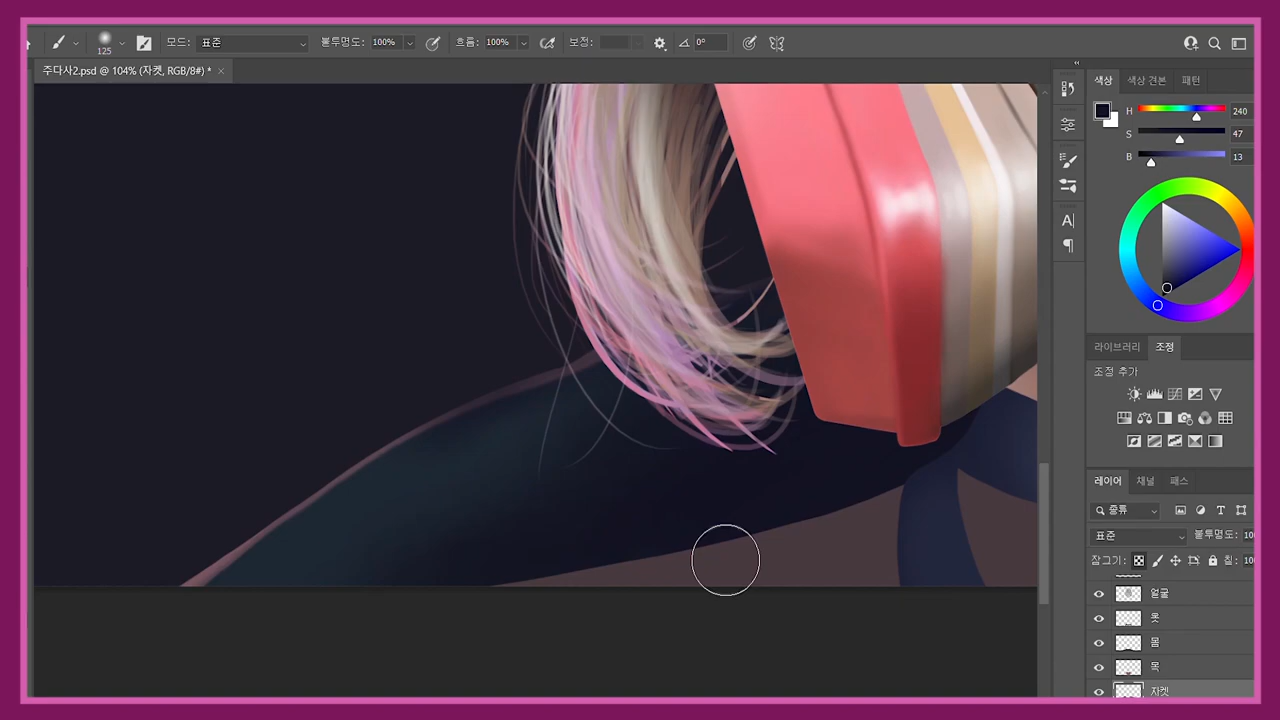 모드: 표준 불투명도: 100% 흐름: 100% 보정: 0°
125
주다사2.psd @ 104% (자켓, RGB/8#) * ×
색상 색상 견본 패턴
H 240
S 47
B 13
라이브러리 조정
조정 추가
레이어 채널 패스
종류 T
표준 불투명도: 100
잠그기: 칠: 100
얼굴
옷
몸
목
자켓